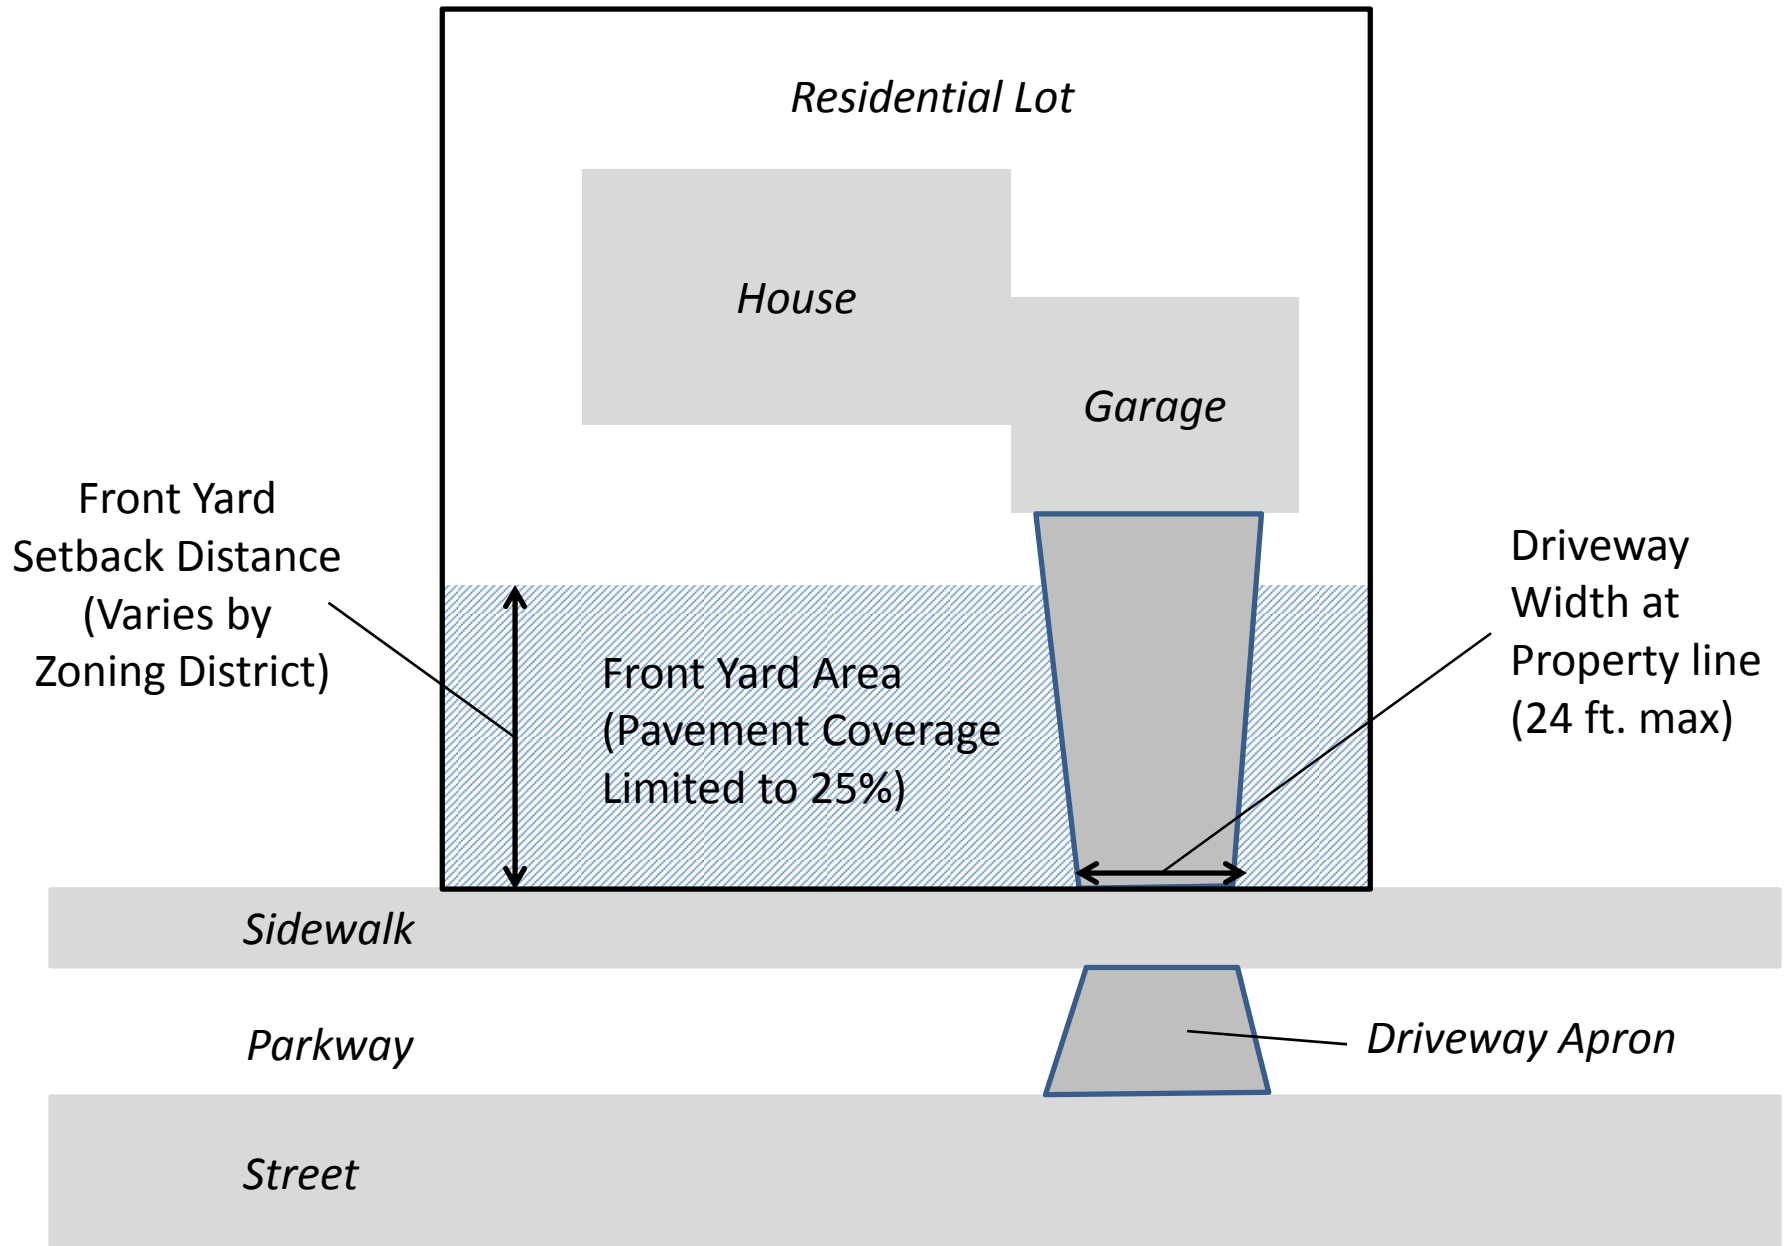 Residential Lot
House
Garage
Front Yard
Setback Distance
(Varies by
Zoning District)
Driveway
Width at
Property line
(24 ft. max)
Front Yard Area
(Pavement Coverage
Limited to 25%)
Sidewalk
Parkway
Driveway Apron
Street